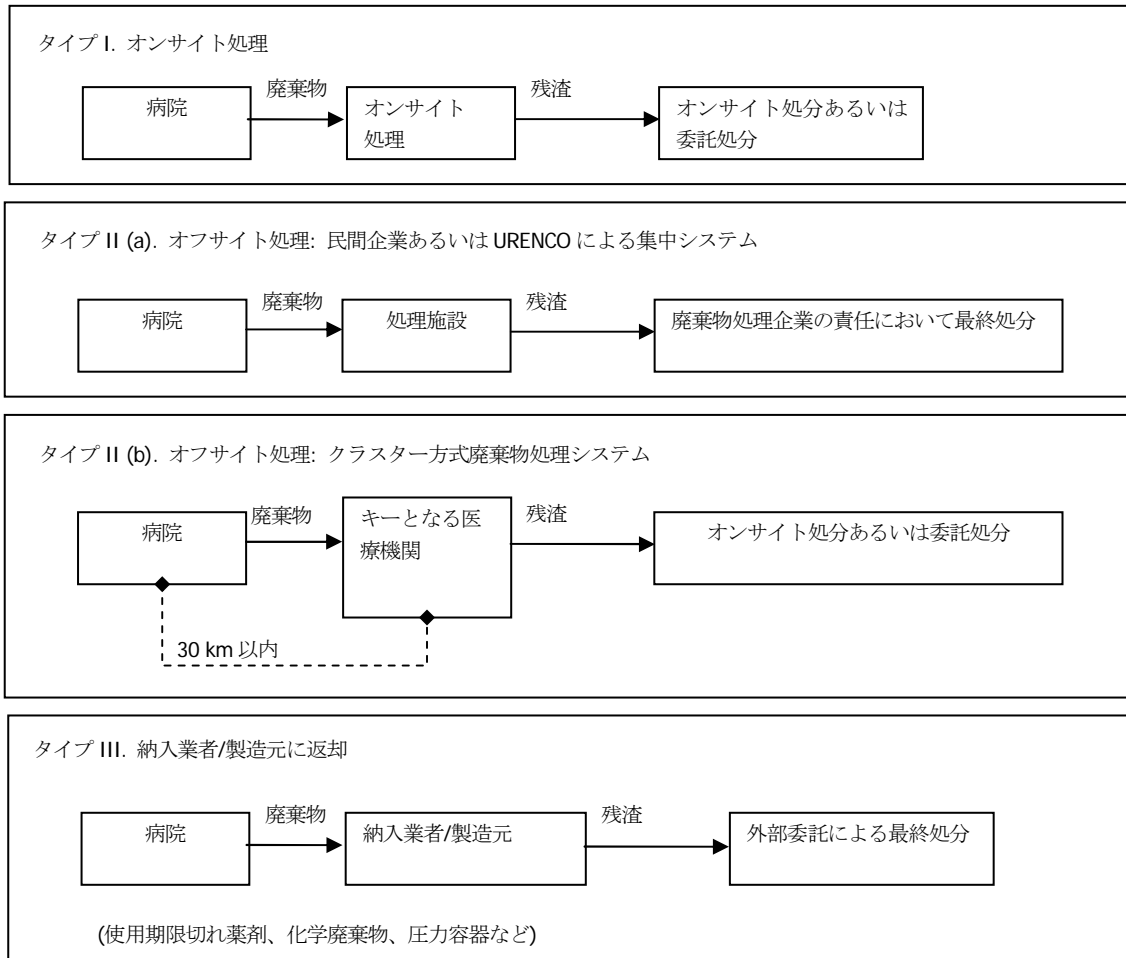 タイプ I. オンサイト処理
病院
廃棄物
オンサイト
処理
残渣
オンサイト処分あるいは
委託処分
タイプ II (a). オフサイト処理: 民間企業あるいは URENCO による集中システム
病院
廃棄物
処理施設
残渣
廃棄物処理企業の責任において最終処分
タイプ II (b). オフサイト処理: クラスター方式廃棄物処理システム
病院
廃棄物
キーとなる医
療機関
残渣
オンサイト処分あるいは委託処分
30 km 以内
タイプ III. 納入業者/製造元に返却
病院
廃棄物
納入業者/製造元
残渣
外部委託による最終処分
(使用期限切れ薬剤、化学廃棄物、圧力容器など)